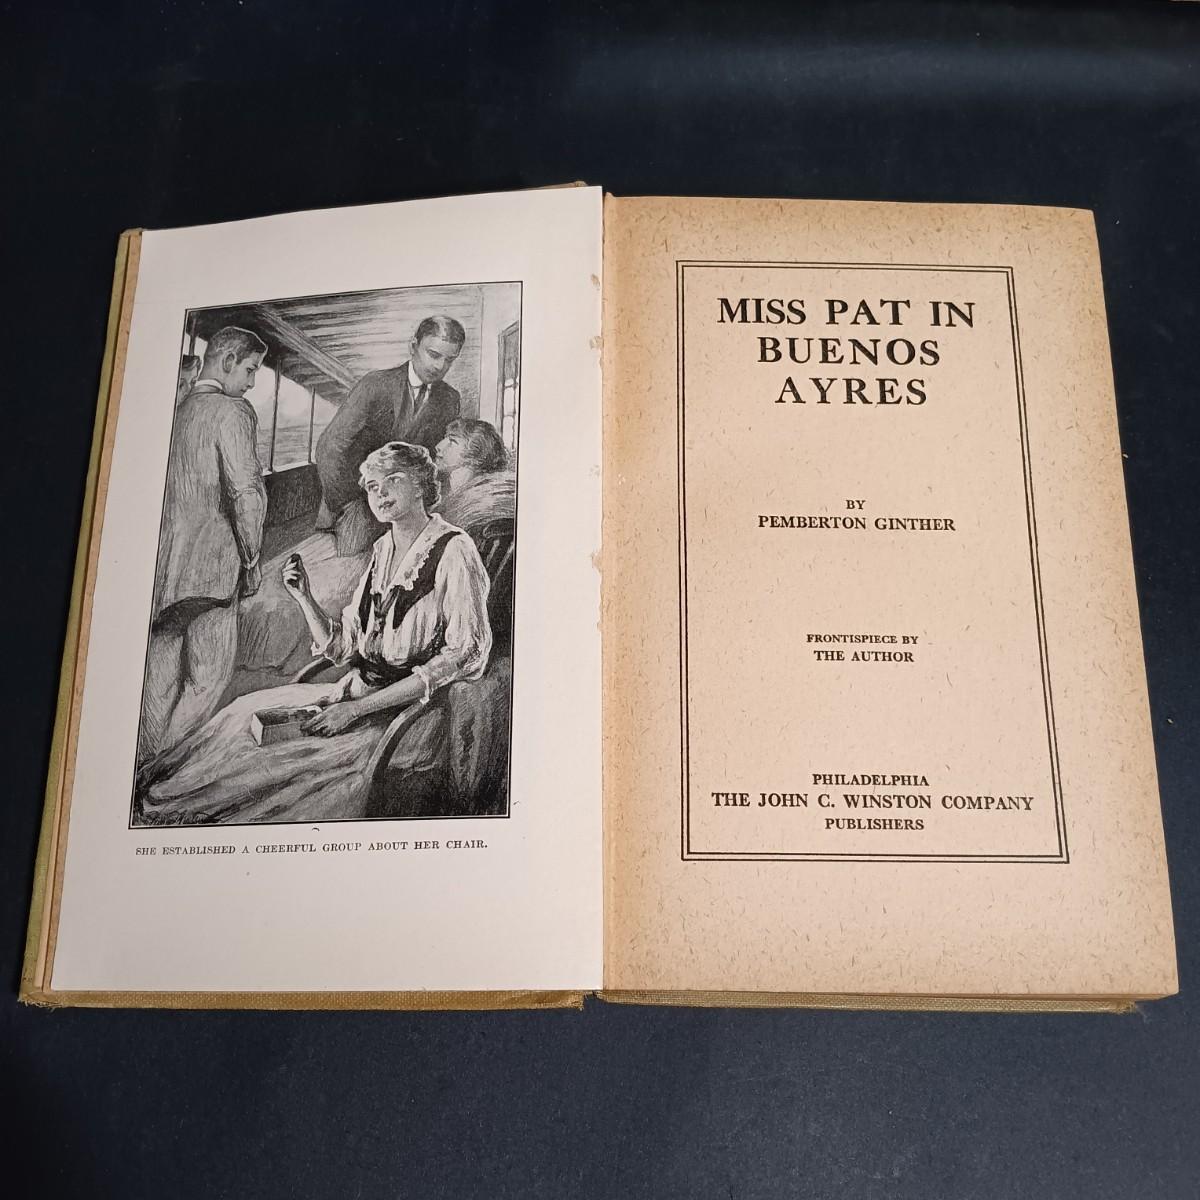 SHE ESTABLISHED A CHEERFUL GROUP ABOUT HER CHAIR.
MISS PAT IN
BUENOS
AYRES
BY
PEMBERTON GINTHER
FRONTISPIECE BY
THE AUTHOR
PHILADELPHIA
THE JOHN C. WINSTON COMPANY
PUBLISHERS